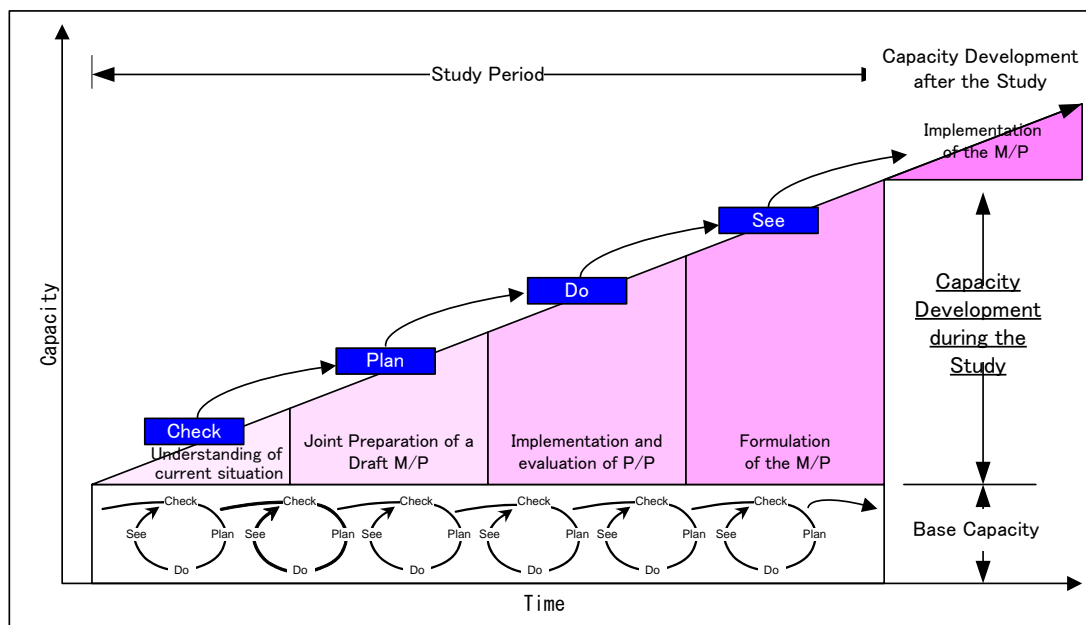 Capacity Development
after the Study
Study Period
Implementation
of the M/P
See
Do
Plan
Check
Capacity
Capacity
Development
during the
Study
Understanding of
current situation
Joint Preparation of a
Draft M/P
Implementation and
evaluation of P/P
Formulation
of the M/P
Check
See
Plan
Do
Check
See
Plan
Do
Check
See
Plan
Do
Check
See
Plan
Do
Check
See
Plan
Do
Check
See
Plan
Do
Base Capacity
Time